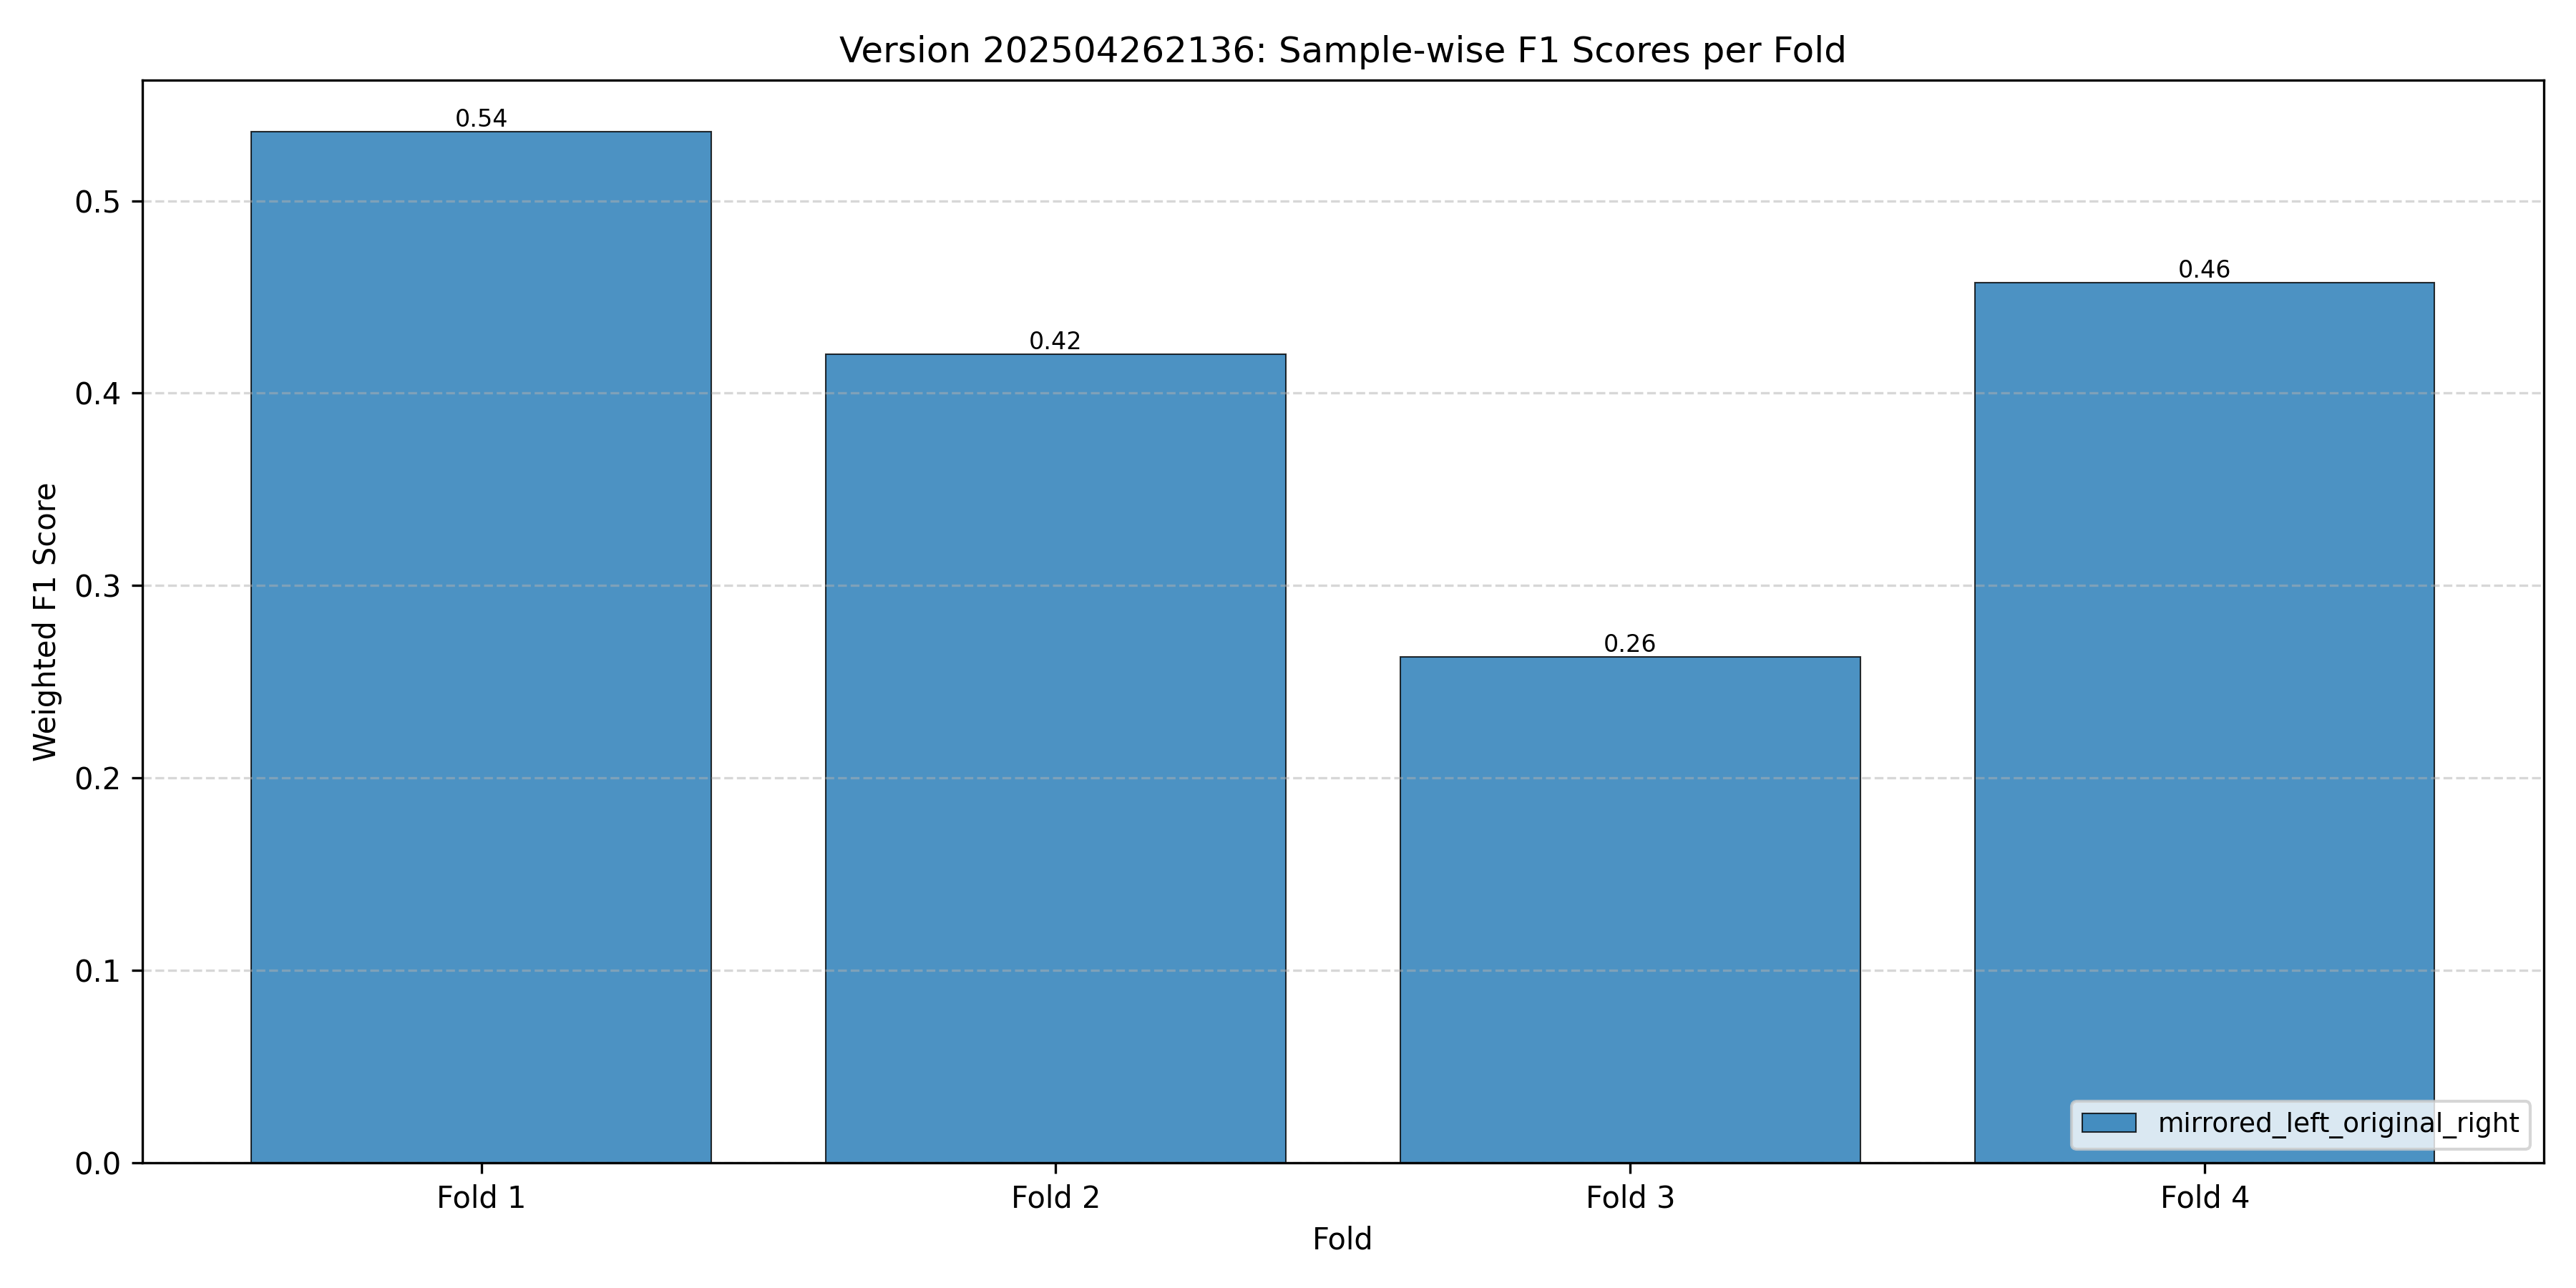 Version 202504262136: Sample-wise F1 Scores per Fold
Weighted F1 Score
0.5
0.4
0.3
0.2
0.1
0.0
0.54
0.42
0.26
0.46
mirrored_left_original_right
Fold 1
Fold 2
Fold 3
Fold 4
Fold